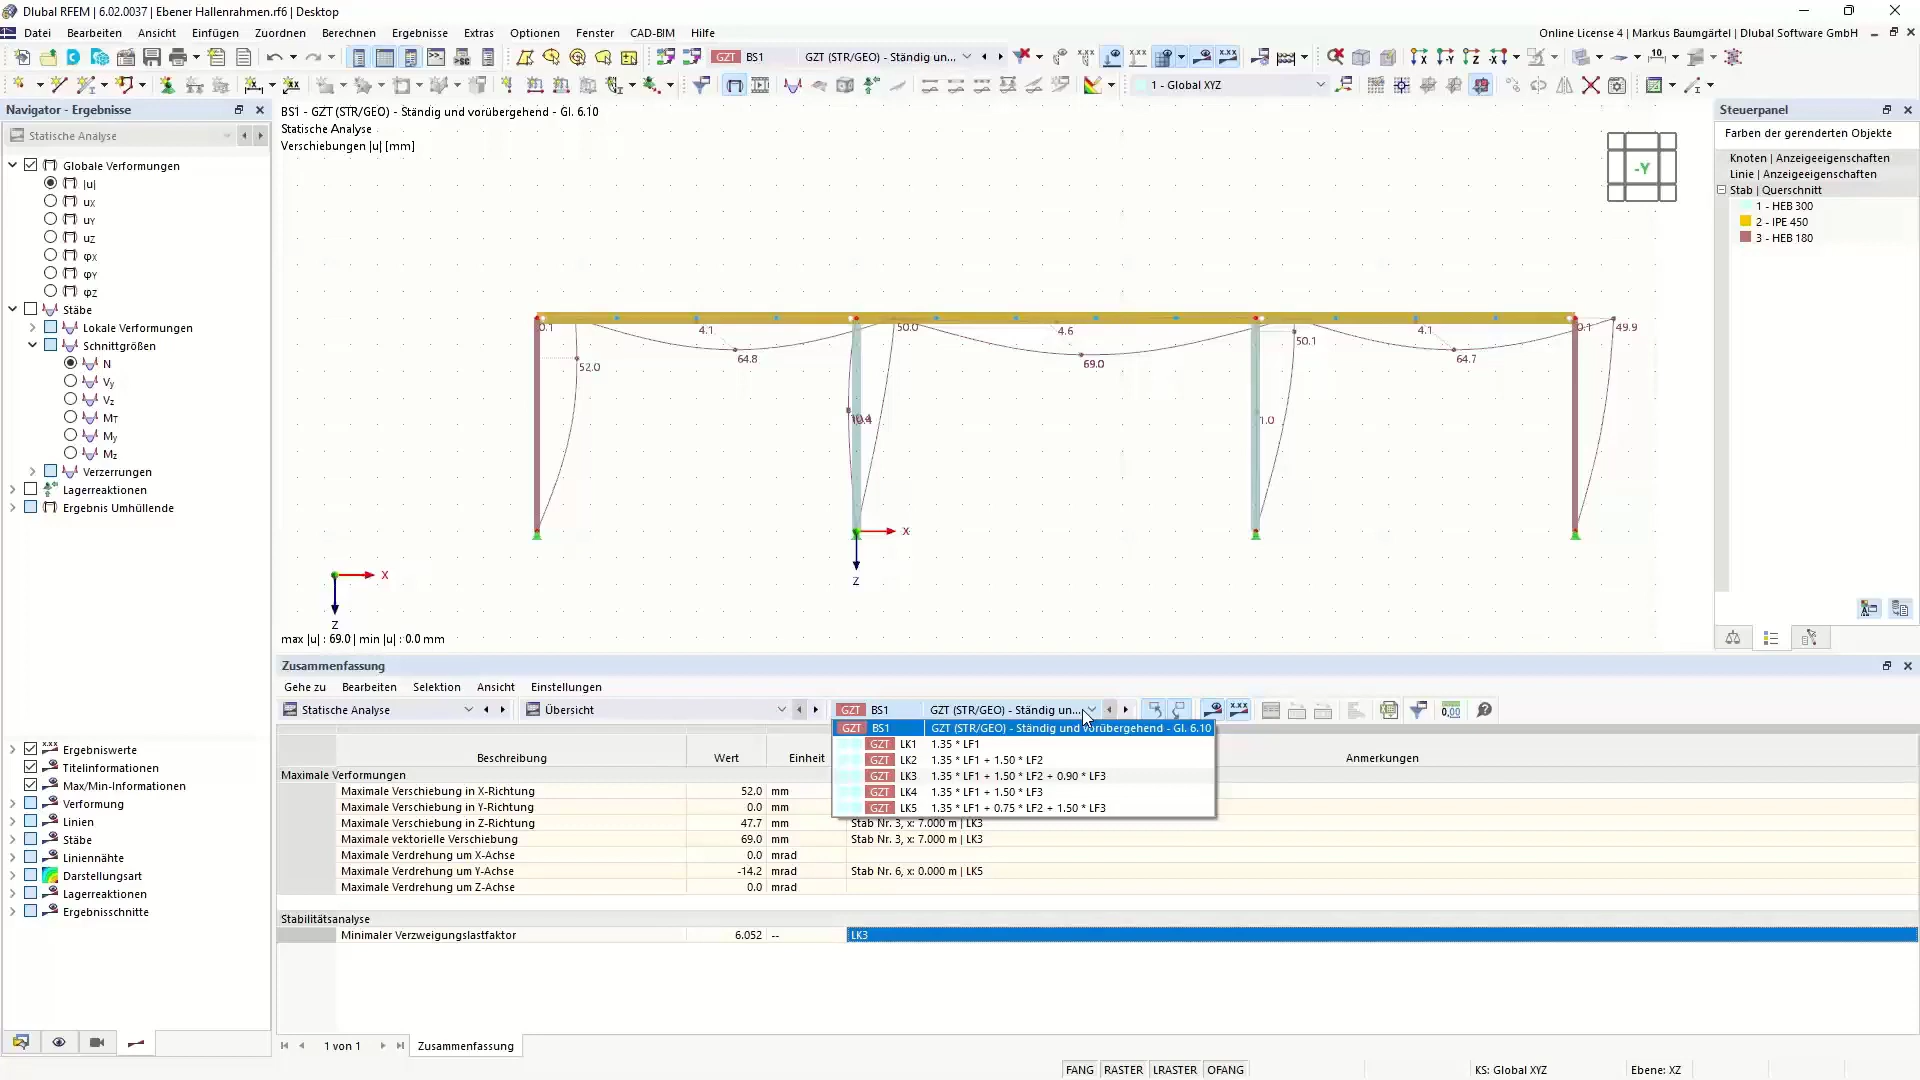 Dlubal RFEM | 6.02.0037 | Ebener Hallenrahmen.rf6 | Desktop
Datei Bearbeiten Ansicht Einfügen Zuordnen Berechnen Ergebnisse Extras Optionen Fenster CAD-BIM Hilfe
Online License 4 | Markus Baumgärtel | Dlubal Software GmbH
GZT BS1 GZT (STR/GEO) - Ständig un...
1 - Global XYZ
Navigator - Ergebnisse
Statische Analyse
Globale Verformungen
|u|
uX
uY
uZ
φX
φY
φZ
Stäbe
Lokale Verformungen
Schnittgrößen
N
Vy
Vz
MT
My
Mz
Verzerrungen
Lagerreaktionen
Ergebnis Umhüllende
Ergebniswerte
Titelinformationen
Max/Min-Informationen
Verformung
Linien
Stäbe
Liniennähte
Darstellungsart
Lagerreaktionen
Ergebnisschnitte
BS1 - GZT (STR/GEO) - Ständig und vorübergehend - Gl. 6.10
Statische Analyse
Verschiebungen |u| [mm]
-Y
0.1 4.1 50.0 4.6 4.1 0.1 49.9
52.0 64.8 69.0 50.1 64.7
1.0
X
Z
X
Z
max |u| : 69.0 | min |u| : 0.0 mm
Steuerpanel
Farben der gerenderten Objekte
Knoten | Anzeigeeigenschaften
Linie | Anzeigeeigenschaften
Stab | Querschnitt
1 - HEB 300
2 - IPE 450
3 - HEB 180
Zusammenfassung
Gehe zu Bearbeiten Selektion Ansicht Einstellungen
Statische Analyse Übersicht GZT BS1 GZT (STR/GEO) - Ständig un...
GZT BS1 GZT (STR/GEO) - Ständig und vorübergehend - Gl. 6.10
GZT LK1 1.35 * LF1
GZT LK2 1.35 * LF1 + 1.50 * LF2
GZT LK3 1.35 * LF1 + 1.50 * LF2 + 0.90 * LF3
GZT LK4 1.35 * LF1 + 1.50 * LF3
GZT LK5 1.35 * LF1 + 0.75 * LF2 + 1.50 * LF3
Beschreibung Wert Einheit Anmerkungen
Maximale Verformungen
Maximale Verschiebung in X-Richtung 52.0 mm
Maximale Verschiebung in Y-Richtung 0.0 mm
Maximale Verschiebung in Z-Richtung 47.7 mm Stab Nr. 3, x: 7.000 m | LK3
Maximale vektorielle Verschiebung 69.0 mm Stab Nr. 3, x: 7.000 m | LK3
Maximale Verdrehung um X-Achse 0.0 mrad
Maximale Verdrehung um Y-Achse -14.2 mrad Stab Nr. 6, x: 0.000 m | LK5
Maximale Verdrehung um Z-Achse 0.0 mrad
Stabilitätsanalyse
Minimaler Verzweigungslastfaktor 6.052 -- LK3
1 von 1 Zusammenfassung
FANG RASTER LRASTER OFANG KS: Global XYZ Ebene: XZ